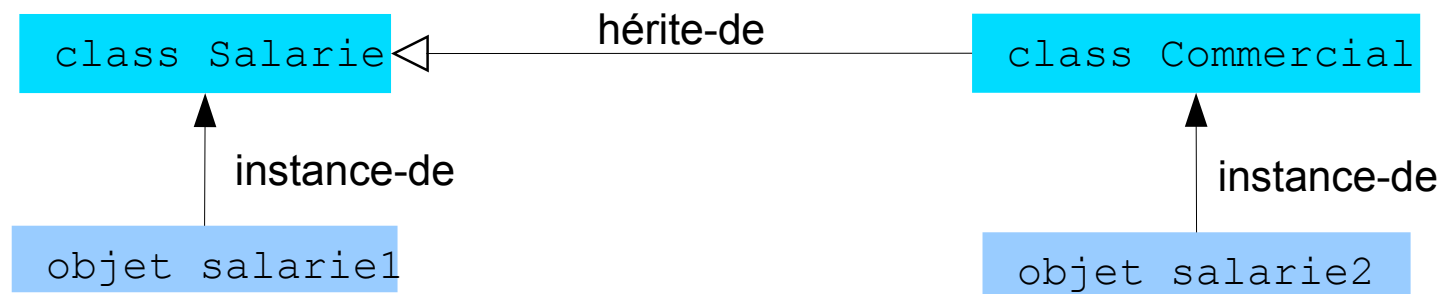 class Salarie
hérite-de
class Commercial
instance-de
instance-de
objet salarie1
objet salarie2